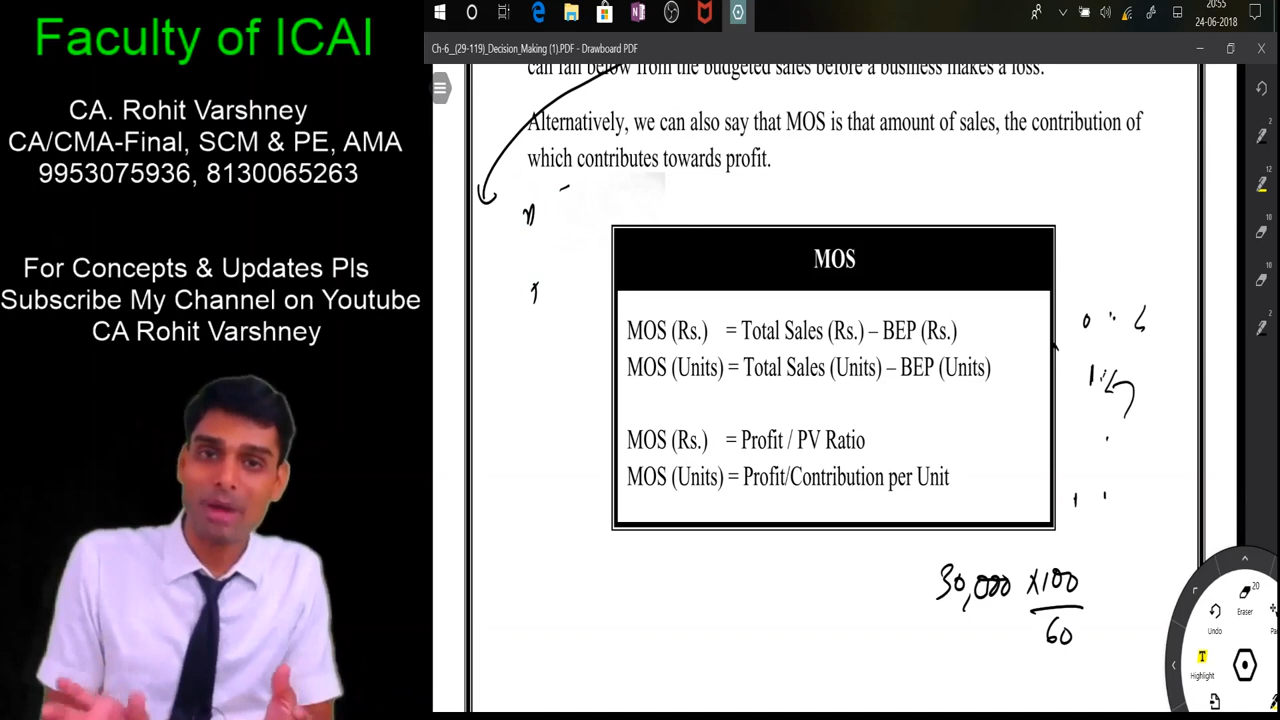 Faculty of ICAI
CA. Rohit Varshney
CA/CMA-Final, SCM & PE, AMA
9953075936, 8130065263
For Concepts & Updates Pls
Subscribe My Channel on Youtube
CA Rohit Varshney
20:55
24-06-2018
Ch-6_(29-119)_Decision_Making (1).PDF - Drawboard PDF
can fall below from the budgeted sales before a business makes a loss.
Alternatively, we can also say that MOS is that amount of sales, the contribution of
which contributes towards profit.
MOS
MOS (Rs.) = Total Sales (Rs.) – BEP (Rs.)
MOS (Units) = Total Sales (Units) – BEP (Units)
MOS (Rs.) = Profit / PV Ratio
MOS (Units) = Profit/Contribution per Unit
30,000 x100
60
20
Undo
Eraser
Highlight